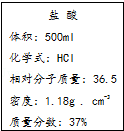 盐 酸
体积：500ml
化学式：HCl
相对分子质量：36.5
密度：1.18g．cm⁻³
质量分数：37%